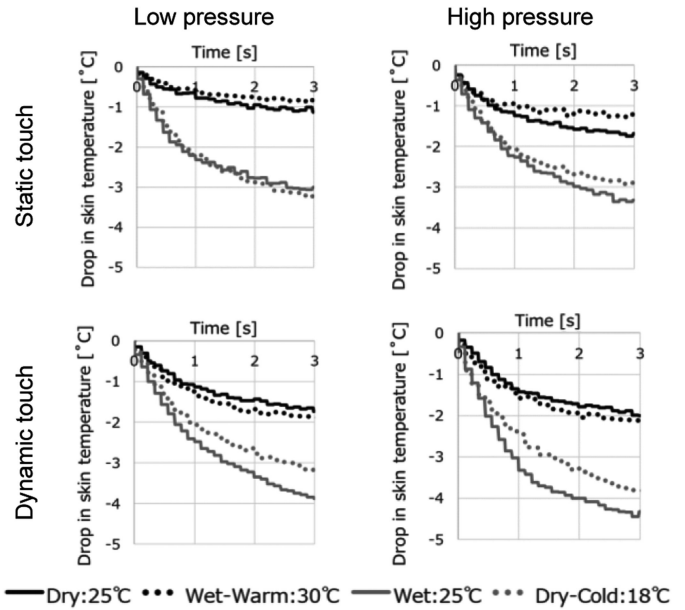 Low pressure
High pressure
Static touch
Dynamic touch
Time [s]
Drop in skin temperature [˚C]
0
1
2
3
0
-1
-2
-3
-4
-5
Time [s]
Drop in skin temperature [˚C]
0
1
2
3
0
-1
-2
-3
-4
-5
Time [s]
Drop in skin temperature [˚C]
0
1
2
3
0
-1
-2
-3
-4
-5
Time [s]
Drop in skin temperature [˚C]
0
1
2
3
0
-1
-2
-3
-4
-5
Dry:25℃
Wet-Warm:30℃
Wet:25℃
Dry-Cold:18℃